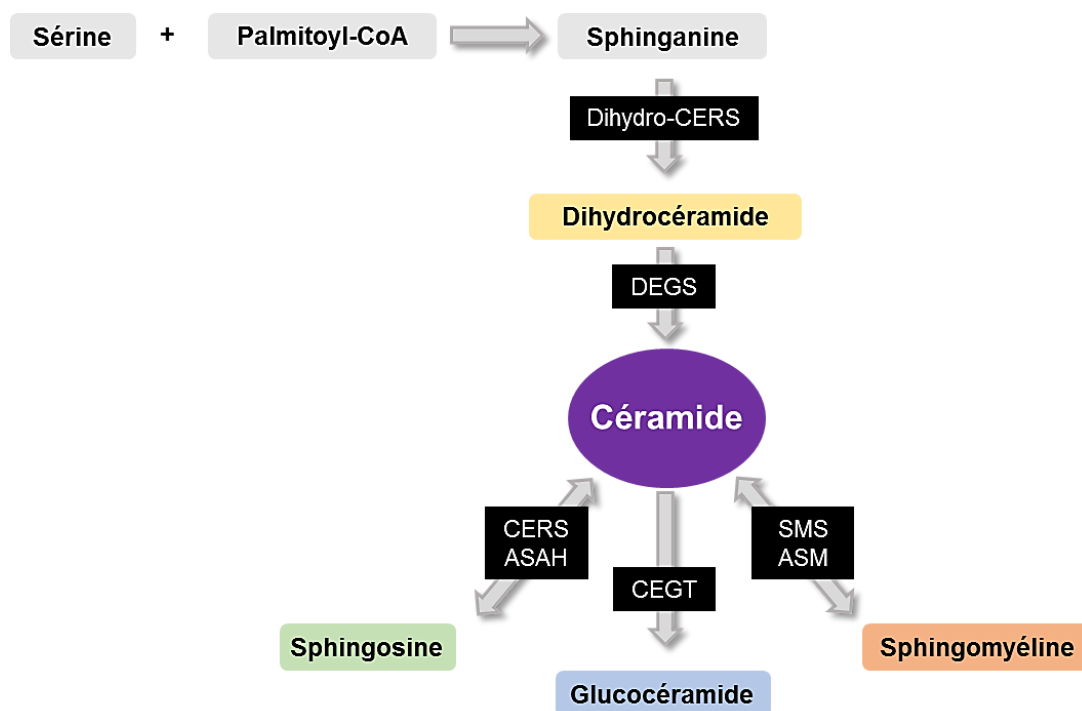 Sérine + Palmitoyl-CoA Sphinganine
Dihydro-CERS
Dihydrocéramide
DEGS
Céramide
CERS
ASAH
SMS
ASM
CEGT
Sphingosine
Sphingomyéline
Glucocéramide